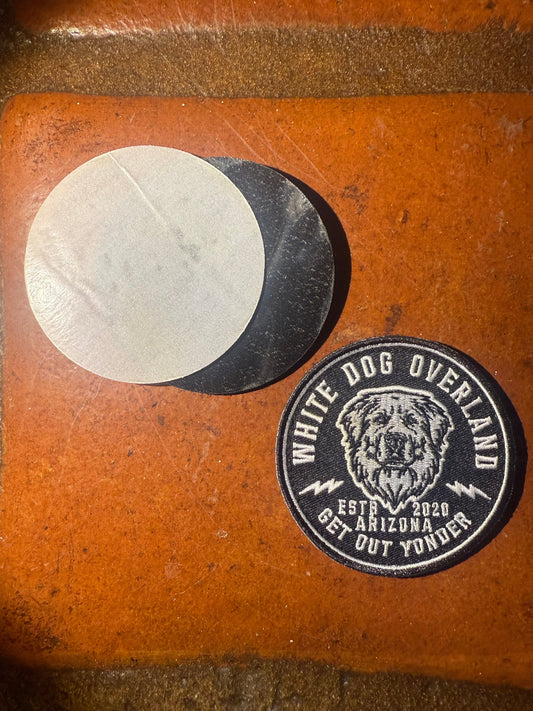 WHITE DOG OVERLAND
ESTD 2020
ARIZONA
GET OUT YONDER